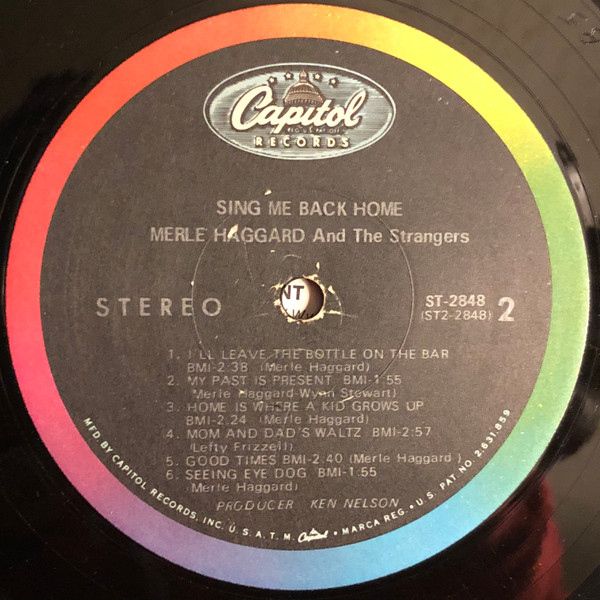 Capitol
REG. U.S. PAT. OFF.
RECORDS
SING ME BACK HOME
MERLE HAGGARD And The Strangers
STEREO
NT
ST-2848
(ST2-2848) 2
1. I'LL LEAVE THE BOTTLE ON THE BAR
BMI-2.38 (Merle Haggard)
2. MY PAST IS PRESENT BMI-1:55
(Merle Haggard-Wynn Stewart)
3. HOME IS WHERE A KID GROWS UP
BMI-2.24 (Merle Haggard)
4. MOM AND DAD'S WALTZ BMI-2:57
(Lefty Frizzell)
5. GOOD TIMES BMI-2.40 (Merle Haggard)
6. SEEING EYE DOG BMI-1:55
(Merle Haggard)
PRODUCER KEN NELSON
MFD. BY CAPITOL RECORDS, INC. U.S.A. T.M. Capitol • MARCA REG. • U.S. PAT. NO. 2,631,859